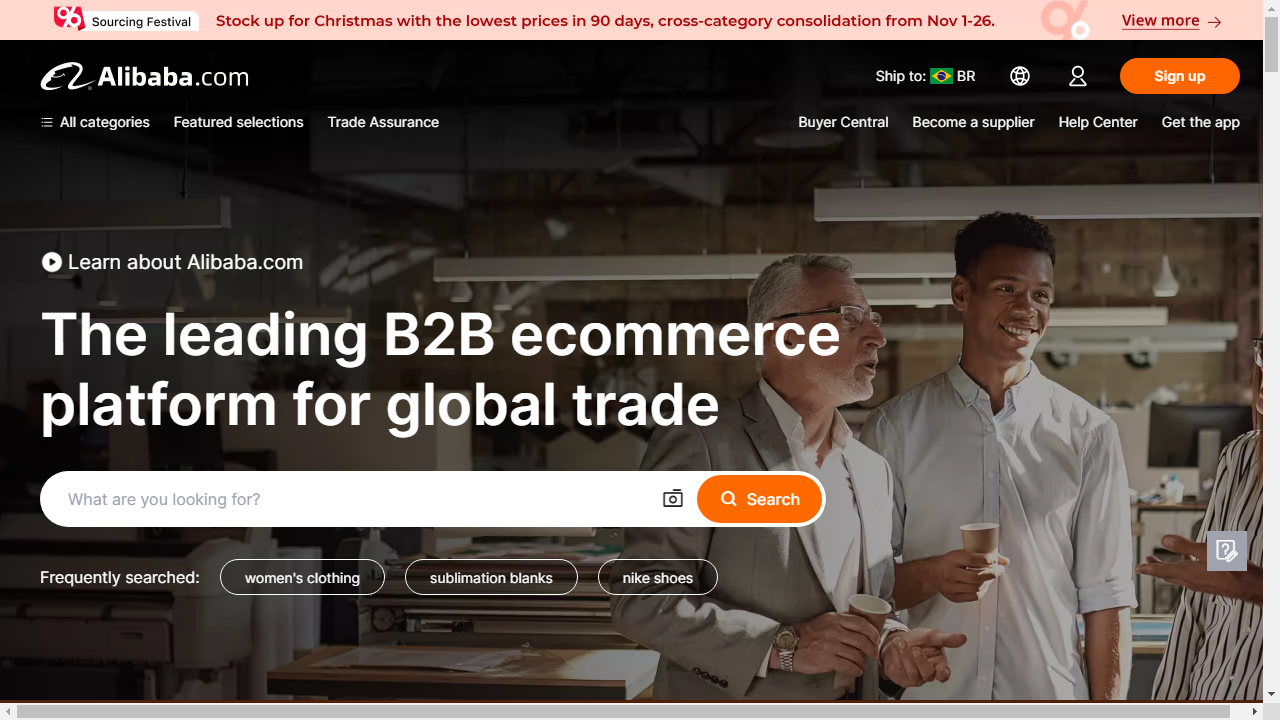 Sourcing Festival
Stock up for Christmas with the lowest prices in 90 days, cross-category consolidation from Nov 1-26.
View more
Alibaba.com
Ship to: BR
Sign up
All categories
Featured selections
Trade Assurance
Buyer Central
Become a supplier
Help Center
Get the app
Learn about Alibaba.com
The leading B2B ecommerce
platform for global trade
What are you looking for?
Search
Frequently searched:
women's clothing
sublimation blanks
nike shoes